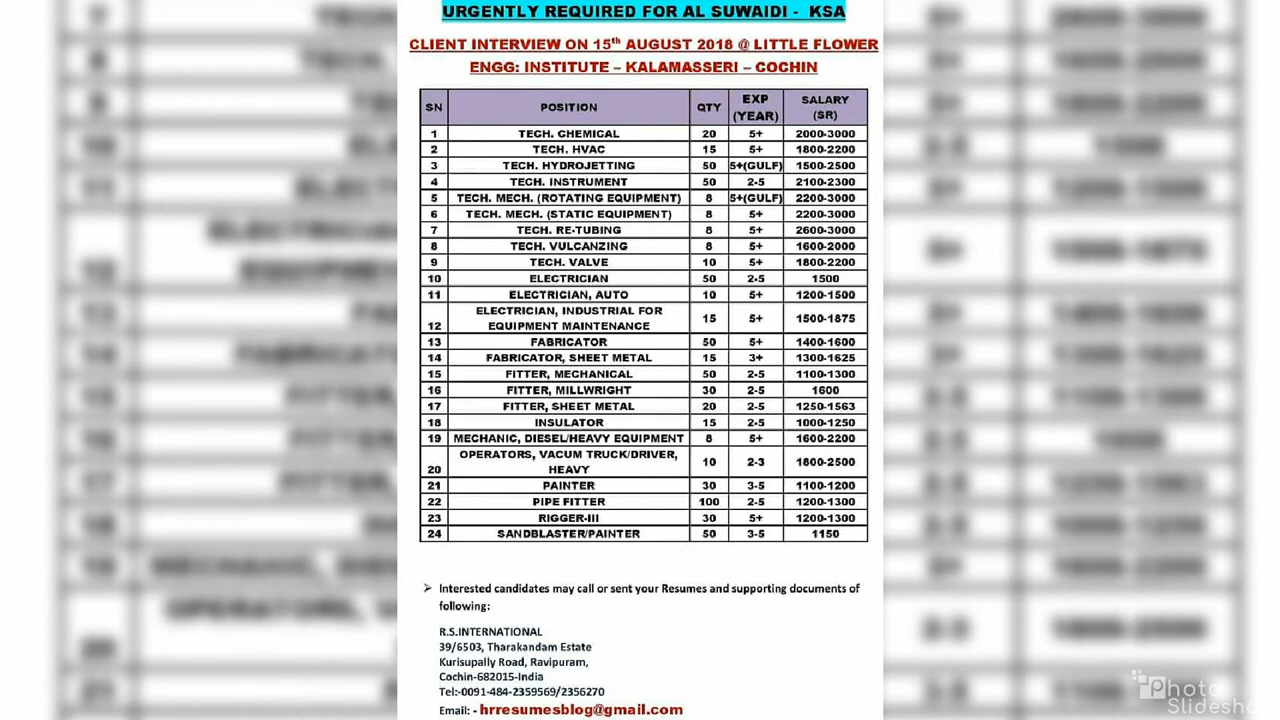 URGENTLY REQUIRED FOR AL SUWAIDI - KSA
CLIENT INTERVIEW ON 15th AUGUST 2018 @ LITTLE FLOWER
ENGG: INSTITUTE – KALAMASSERI – COCHIN
SN POSITION QTY EXP (YEAR) SALARY (SR)
1 TECH. CHEMICAL 20 5+ 2000-3000
2 TECH. HVAC 15 5+ 1800-2200
3 TECH. HYDROJETTING 50 5+(GULF) 1500-2500
4 TECH. INSTRUMENT 50 2-5 2100-2300
5 TECH. MECH. (ROTATING EQUIPMENT) 8 5+(GULF) 2200-3000
6 TECH. MECH. (STATIC EQUIPMENT) 8 5+ 2200-3000
7 TECH. RE-TUBING 8 5+ 2600-3000
8 TECH. VULCANZING 8 5+ 1600-2000
9 TECH. VALVE 10 5+ 1800-2200
10 ELECTRICIAN 50 2-5 1500
11 ELECTRICIAN, AUTO 10 5+ 1200-1500
12 ELECTRICIAN, INDUSTRIAL FOR EQUIPMENT MAINTENANCE 15 5+ 1500-1875
13 FABRICATOR 50 5+ 1400-1600
14 FABRICATOR, SHEET METAL 15 3+ 1300-1625
15 FITTER, MECHANICAL 50 2-5 1100-1300
16 FITTER, MILLWRIGHT 30 2-5 1600
17 FITTER, SHEET METAL 20 2-5 1250-1563
18 INSULATOR 15 2-5 1000-1250
19 MECHANIC, DIESEL/HEAVY EQUIPMENT 8 5+ 1600-2200
20 OPERATORS, VACUM TRUCK/DRIVER, HEAVY 10 2-3 1800-2500
21 PAINTER 30 3-5 1100-1200
22 PIPE FITTER 100 2-5 1200-1300
23 RIGGER-III 30 5+ 1200-1300
24 SANDBLASTER/PAINTER 50 3-5 1150
➢ Interested candidates may call or sent your Resumes and supporting documents of
following:
R.S.INTERNATIONAL
39/6503, Tharakandam Estate
Kurisupally Road, Ravipuram,
Cochin-682015-India
Tel:-0091-484-2359569/2356270
Email: - hrresumesblog@gmail.com
Photo